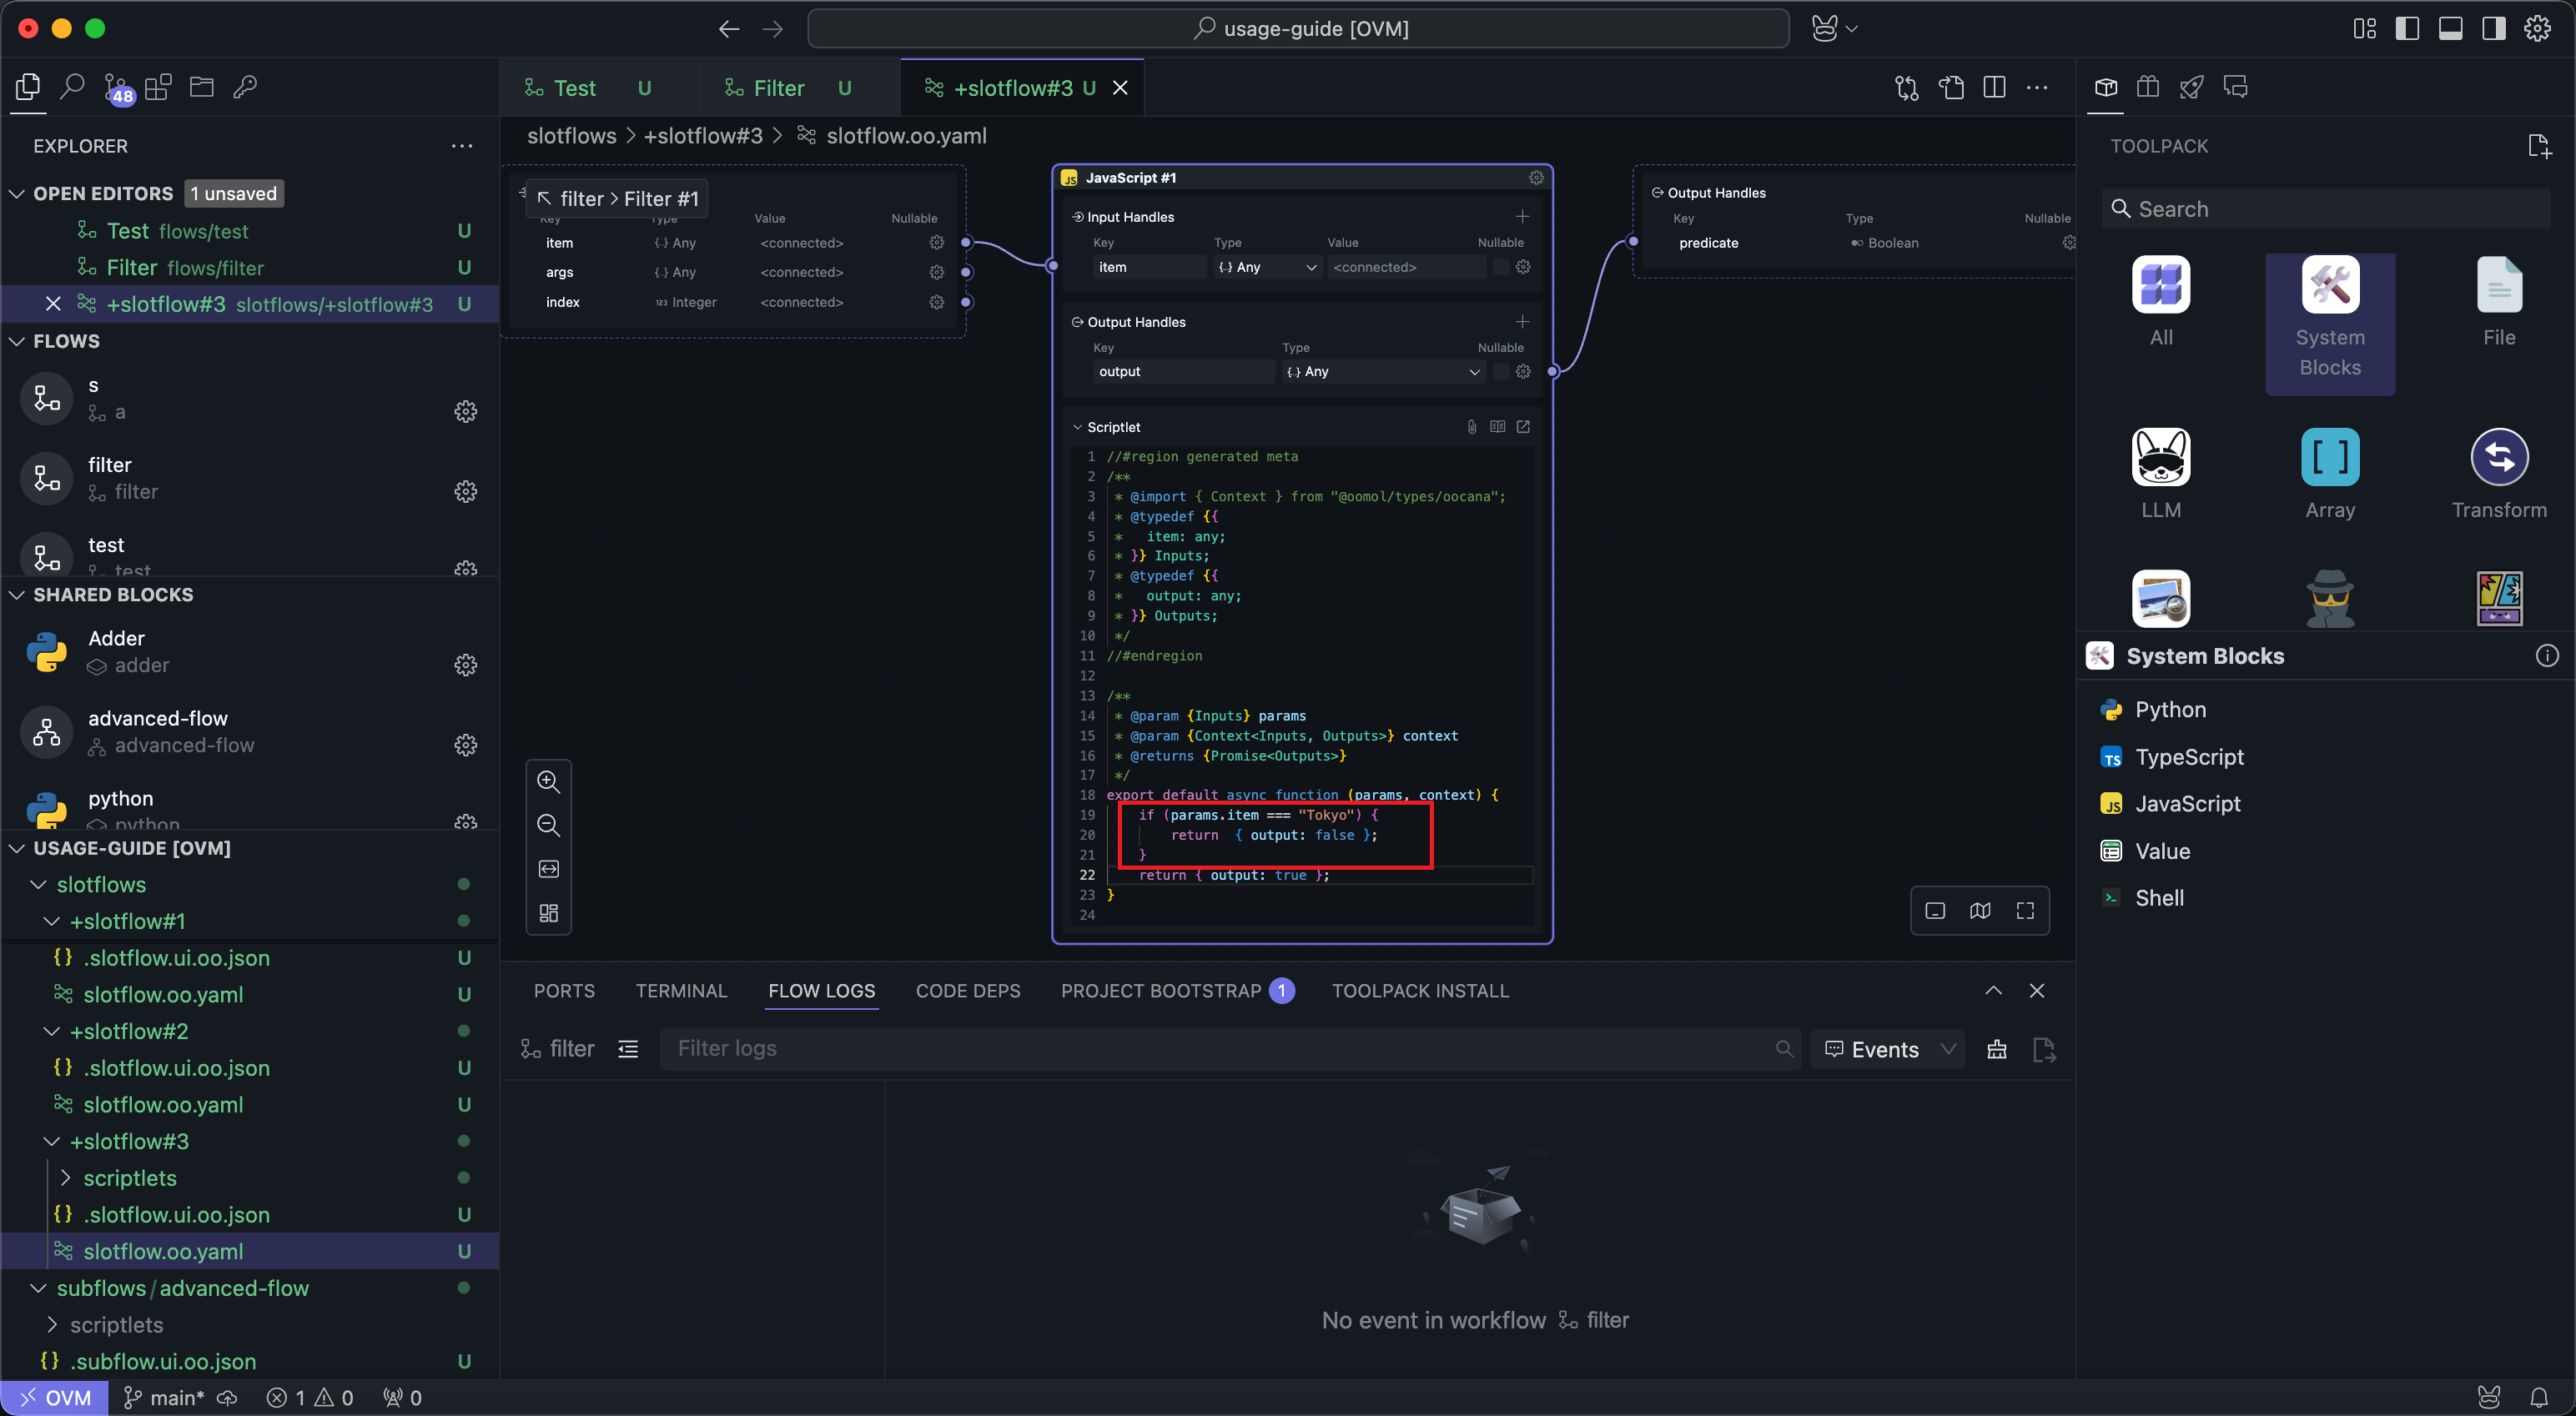 usage-guide [OVM]
48
Test U
Filter U
+slotflow#3 U
EXPLORER
OPEN EDITORS 1 unsaved
Test flows/test U
Filter flows/filter U
+slotflow#3 slotflows/+slotflow#3 U
FLOWS
s
a
filter
filter
test
test
SHARED BLOCKS
Adder
adder
advanced-flow
advanced-flow
python
python
USAGE-GUIDE [OVM]
slotflows
+slotflow#1
.slotflow.ui.oo.json U
slotflow.oo.yaml U
+slotflow#2
.slotflow.ui.oo.json U
slotflow.oo.yaml U
+slotflow#3
scriptlets
.slotflow.ui.oo.json U
slotflow.oo.yaml U
subflows/advanced-flow
scriptlets
.subflow.ui.oo.json U
slotflows > +slotflow#3 > slotflow.oo.yaml
filter > Filter #1
Key Type Value Nullable
item {..} Any <connected>
args {..} Any <connected>
index 123 Integer <connected>
JS JavaScript #1
Input Handles
Key Type Value Nullable
item {..} Any <connected>
Output Handles
Key Type Nullable
output {..} Any
Scriptlet
1 //#region generated meta
2 /**
3 * @import { Context } from "@oomol/types/oocana";
4 * @typedef {{
5 * item: any;
6 * }} Inputs;
7 * @typedef {{
8 * output: any;
9 * }} Outputs;
10 */
11 //#endregion
12
13 /**
14 * @param {Inputs} params
15 * @param {Context<Inputs, Outputs>} context
16 * @returns {Promise<Outputs>}
17 */
18 export default async function (params, context) {
19 if (params.item === "Tokyo") {
20 return { output: false };
21 }
22 return { output: true };
23 }
24
Output Handles
Key Type Nullable
predicate Boolean
PORTS TERMINAL FLOW LOGS CODE DEPS PROJECT BOOTSTRAP 1 TOOLPACK INSTALL
filter Filter logs Events
No event in workflow filter
TOOLPACK
Search
All
System Blocks
File
LLM
Array
Transform
System Blocks
Python
TS TypeScript
JS JavaScript
Value
Shell
OVM main* 1 0 0